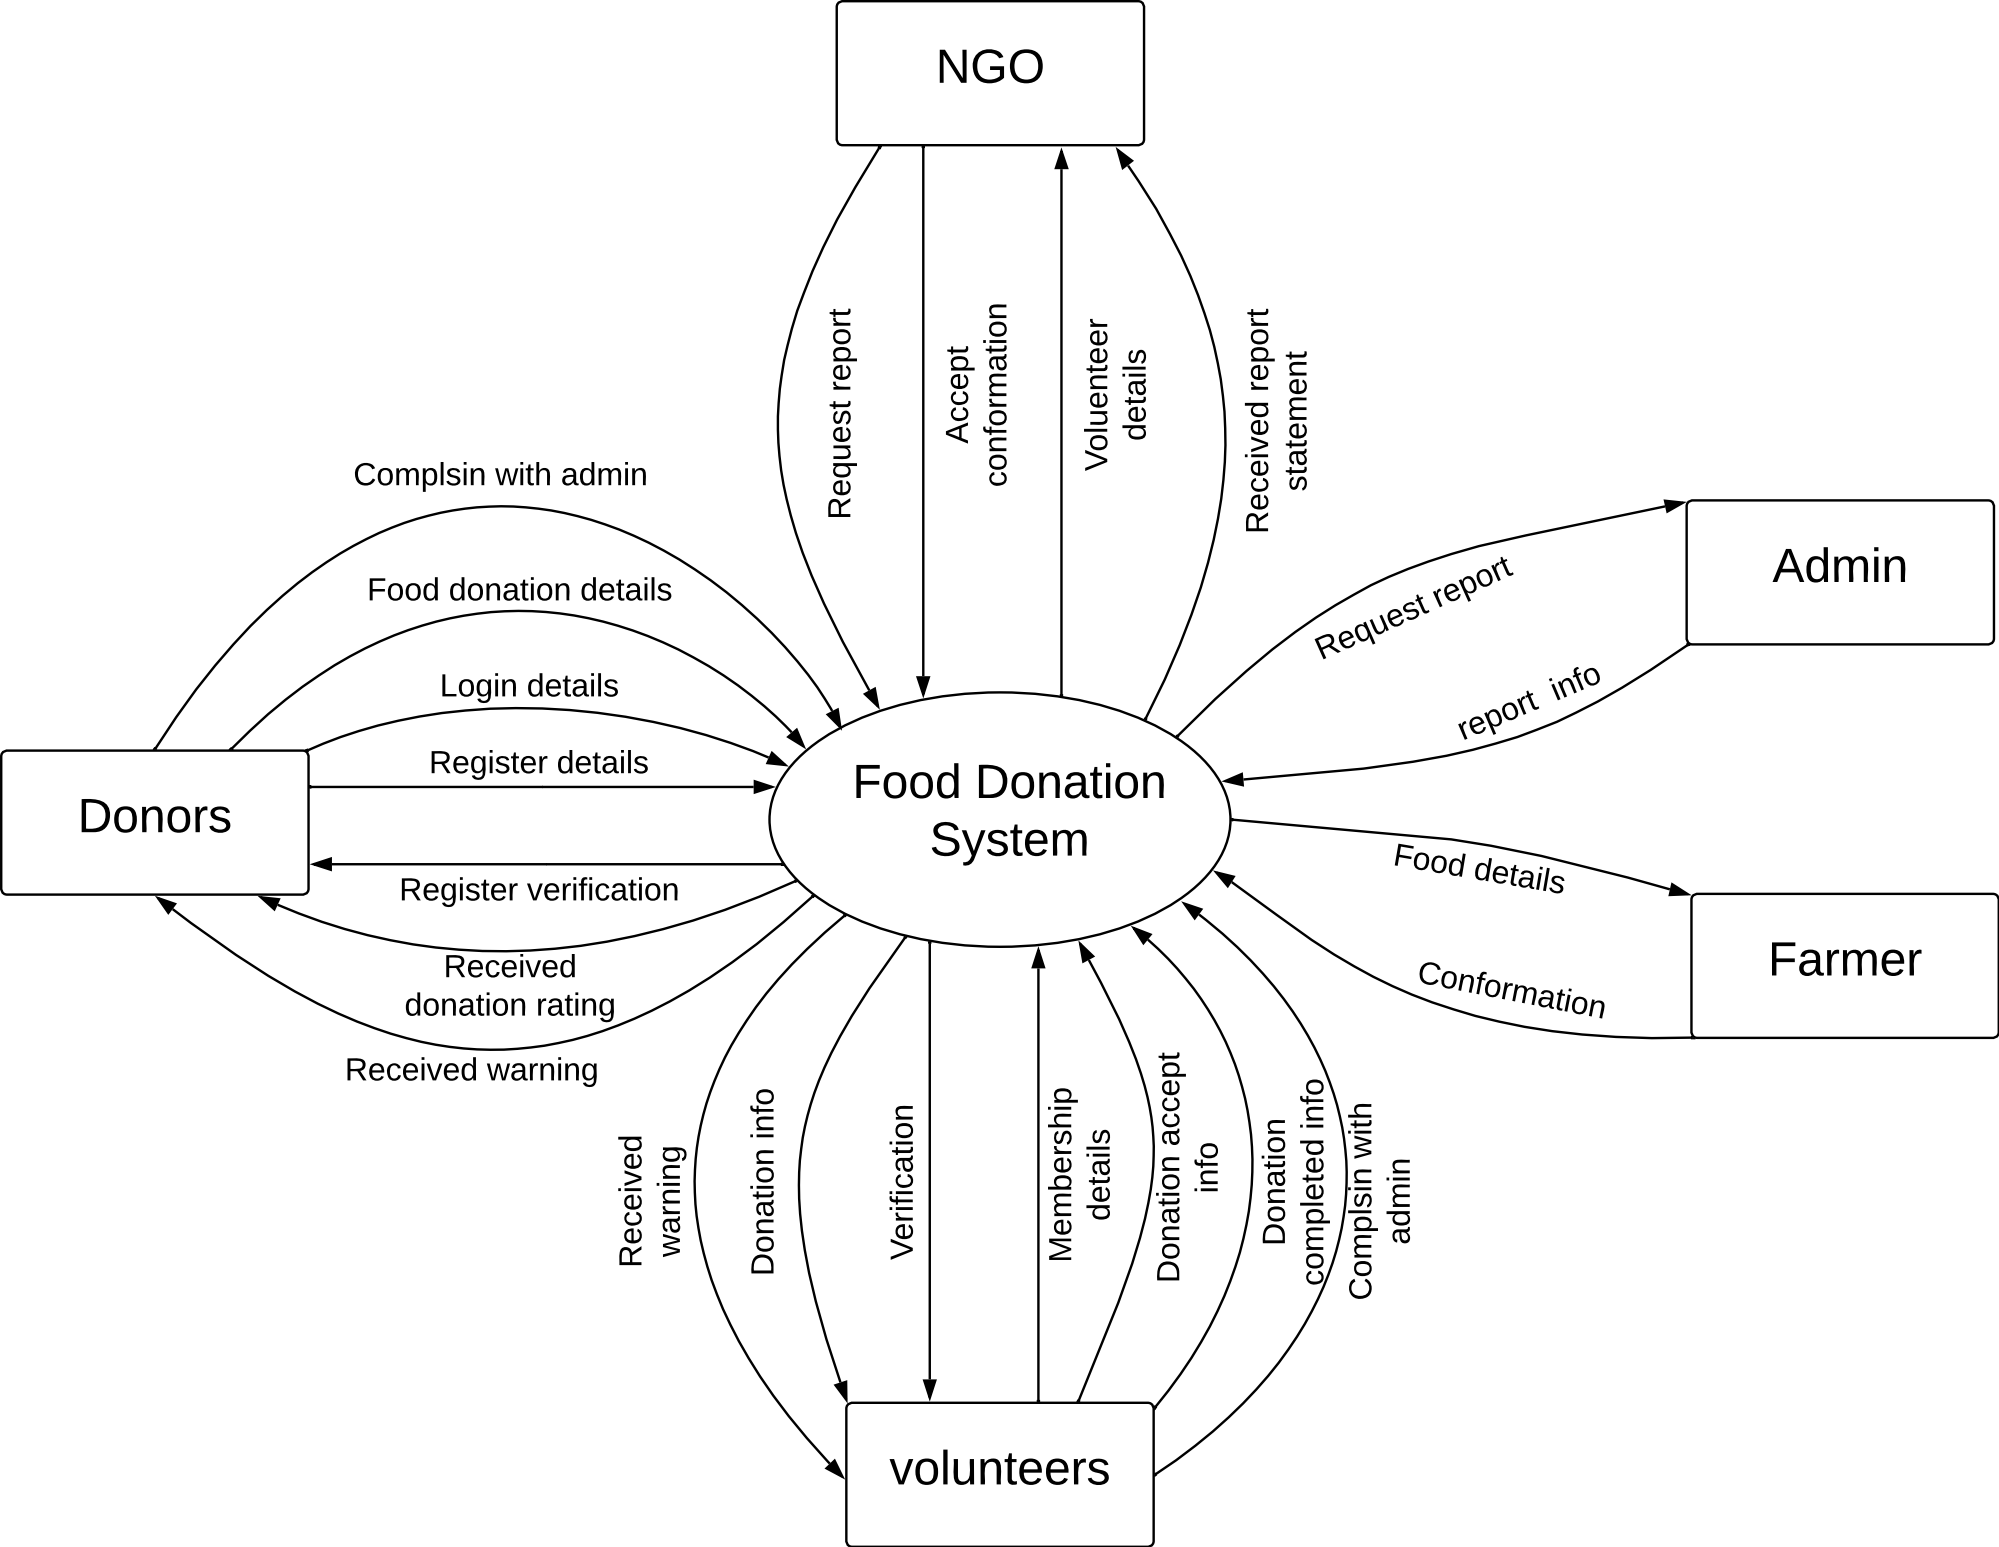 NGO
Request report
Accept
conformation
Voluenteer
details
Received report
statement
Complsin with admin
Food donation details
Login details
Register details
Donors
Register verification
Received
donation rating
Received warning
Food Donation
System
Request report
report  info
Admin
Food details
Conformation
Farmer
Received
warning
Donation info
Verification
Membership
details
Donation accept
info
Donation
completed info
Complsin with
admin
volunteers